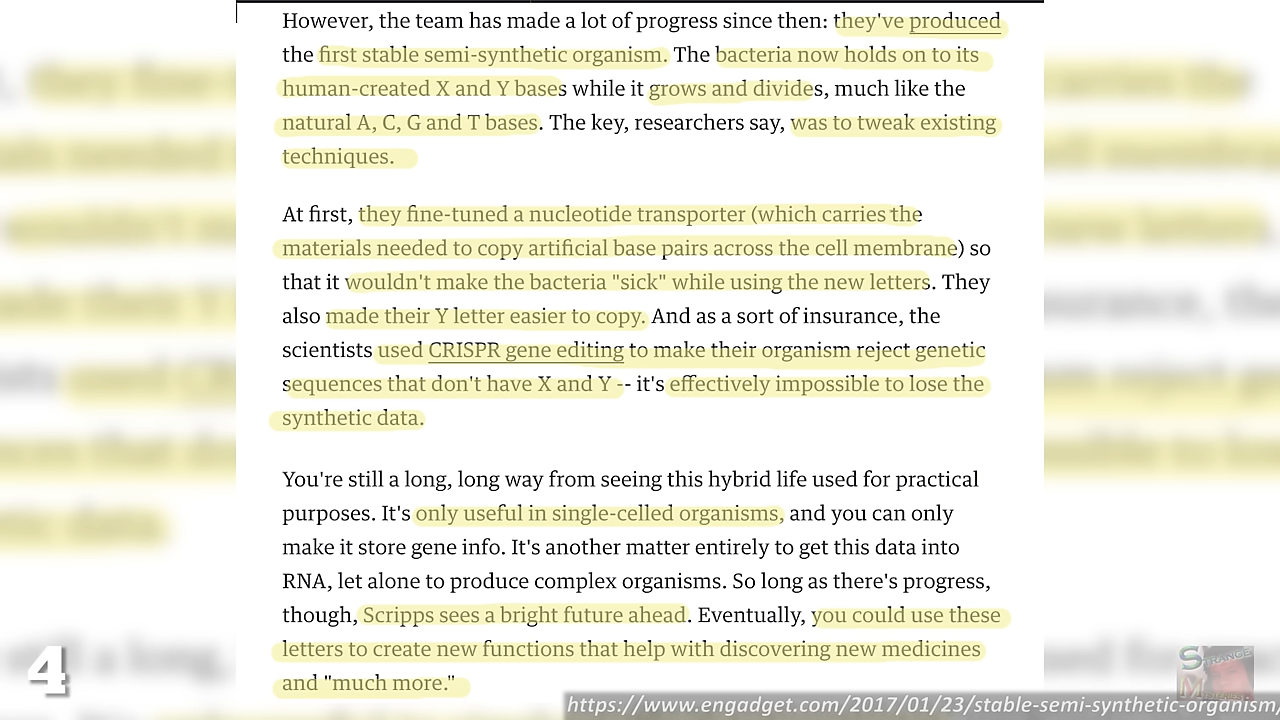 However, the team has made a lot of progress since then: they've produced
the first stable semi-synthetic organism. The bacteria now holds on to its
human-created X and Y bases while it grows and divides, much like the
natural A, C, G and T bases. The key, researchers say, was to tweak existing
techniques.
At first, they fine-tuned a nucleotide transporter (which carries the
materials needed to copy artificial base pairs across the cell membrane) so
that it wouldn't make the bacteria "sick" while using the new letters. They
also made their Y letter easier to copy. And as a sort of insurance, the
scientists used CRISPR gene editing to make their organism reject genetic
sequences that don't have X and Y -- it's effectively impossible to lose the
synthetic data.
You're still a long, long way from seeing this hybrid life used for practical
purposes. It's only useful in single-celled organisms, and you can only
make it store gene info. It's another matter entirely to get this data into
RNA, let alone to produce complex organisms. So long as there's progress,
though, Scripps sees a bright future ahead. Eventually, you could use these
letters to create new functions that help with discovering new medicines
and "much more."
4
STRANGE
https://www.engadget.com/2017/01/23/stable-semi-synthetic-organism/